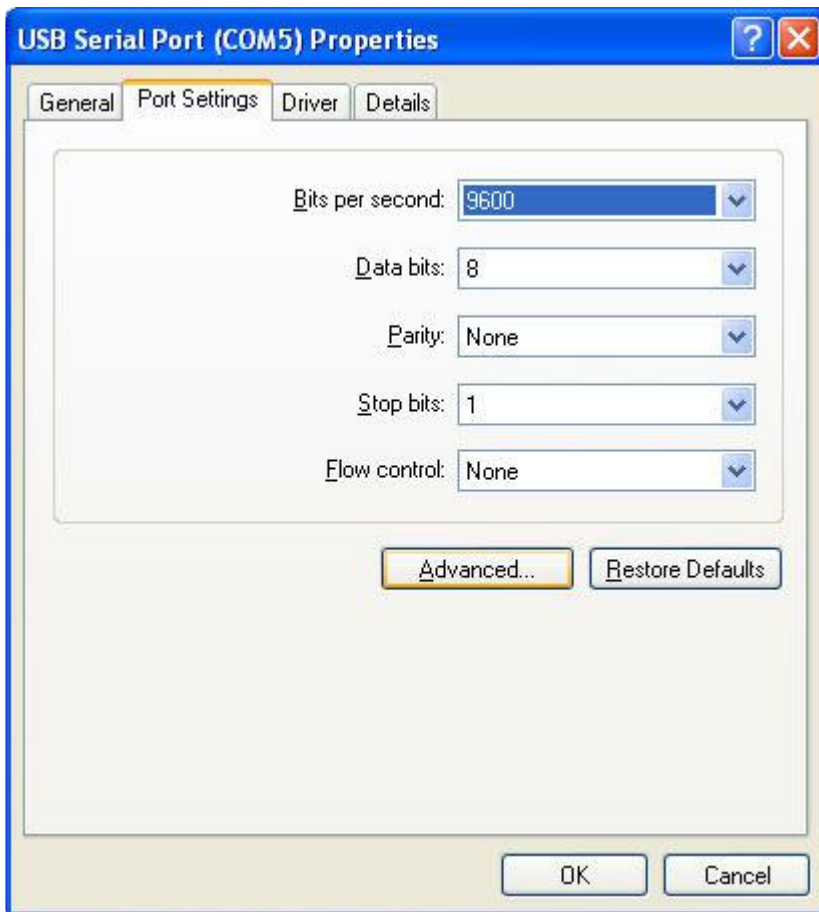 USB Serial Port (COM5) Properties
General Port Settings Driver Details
Bits per second: 9600
Data bits: 8
Parity: None
Stop bits: 1
Flow control: None
Advanced... Restore Defaults
OK Cancel